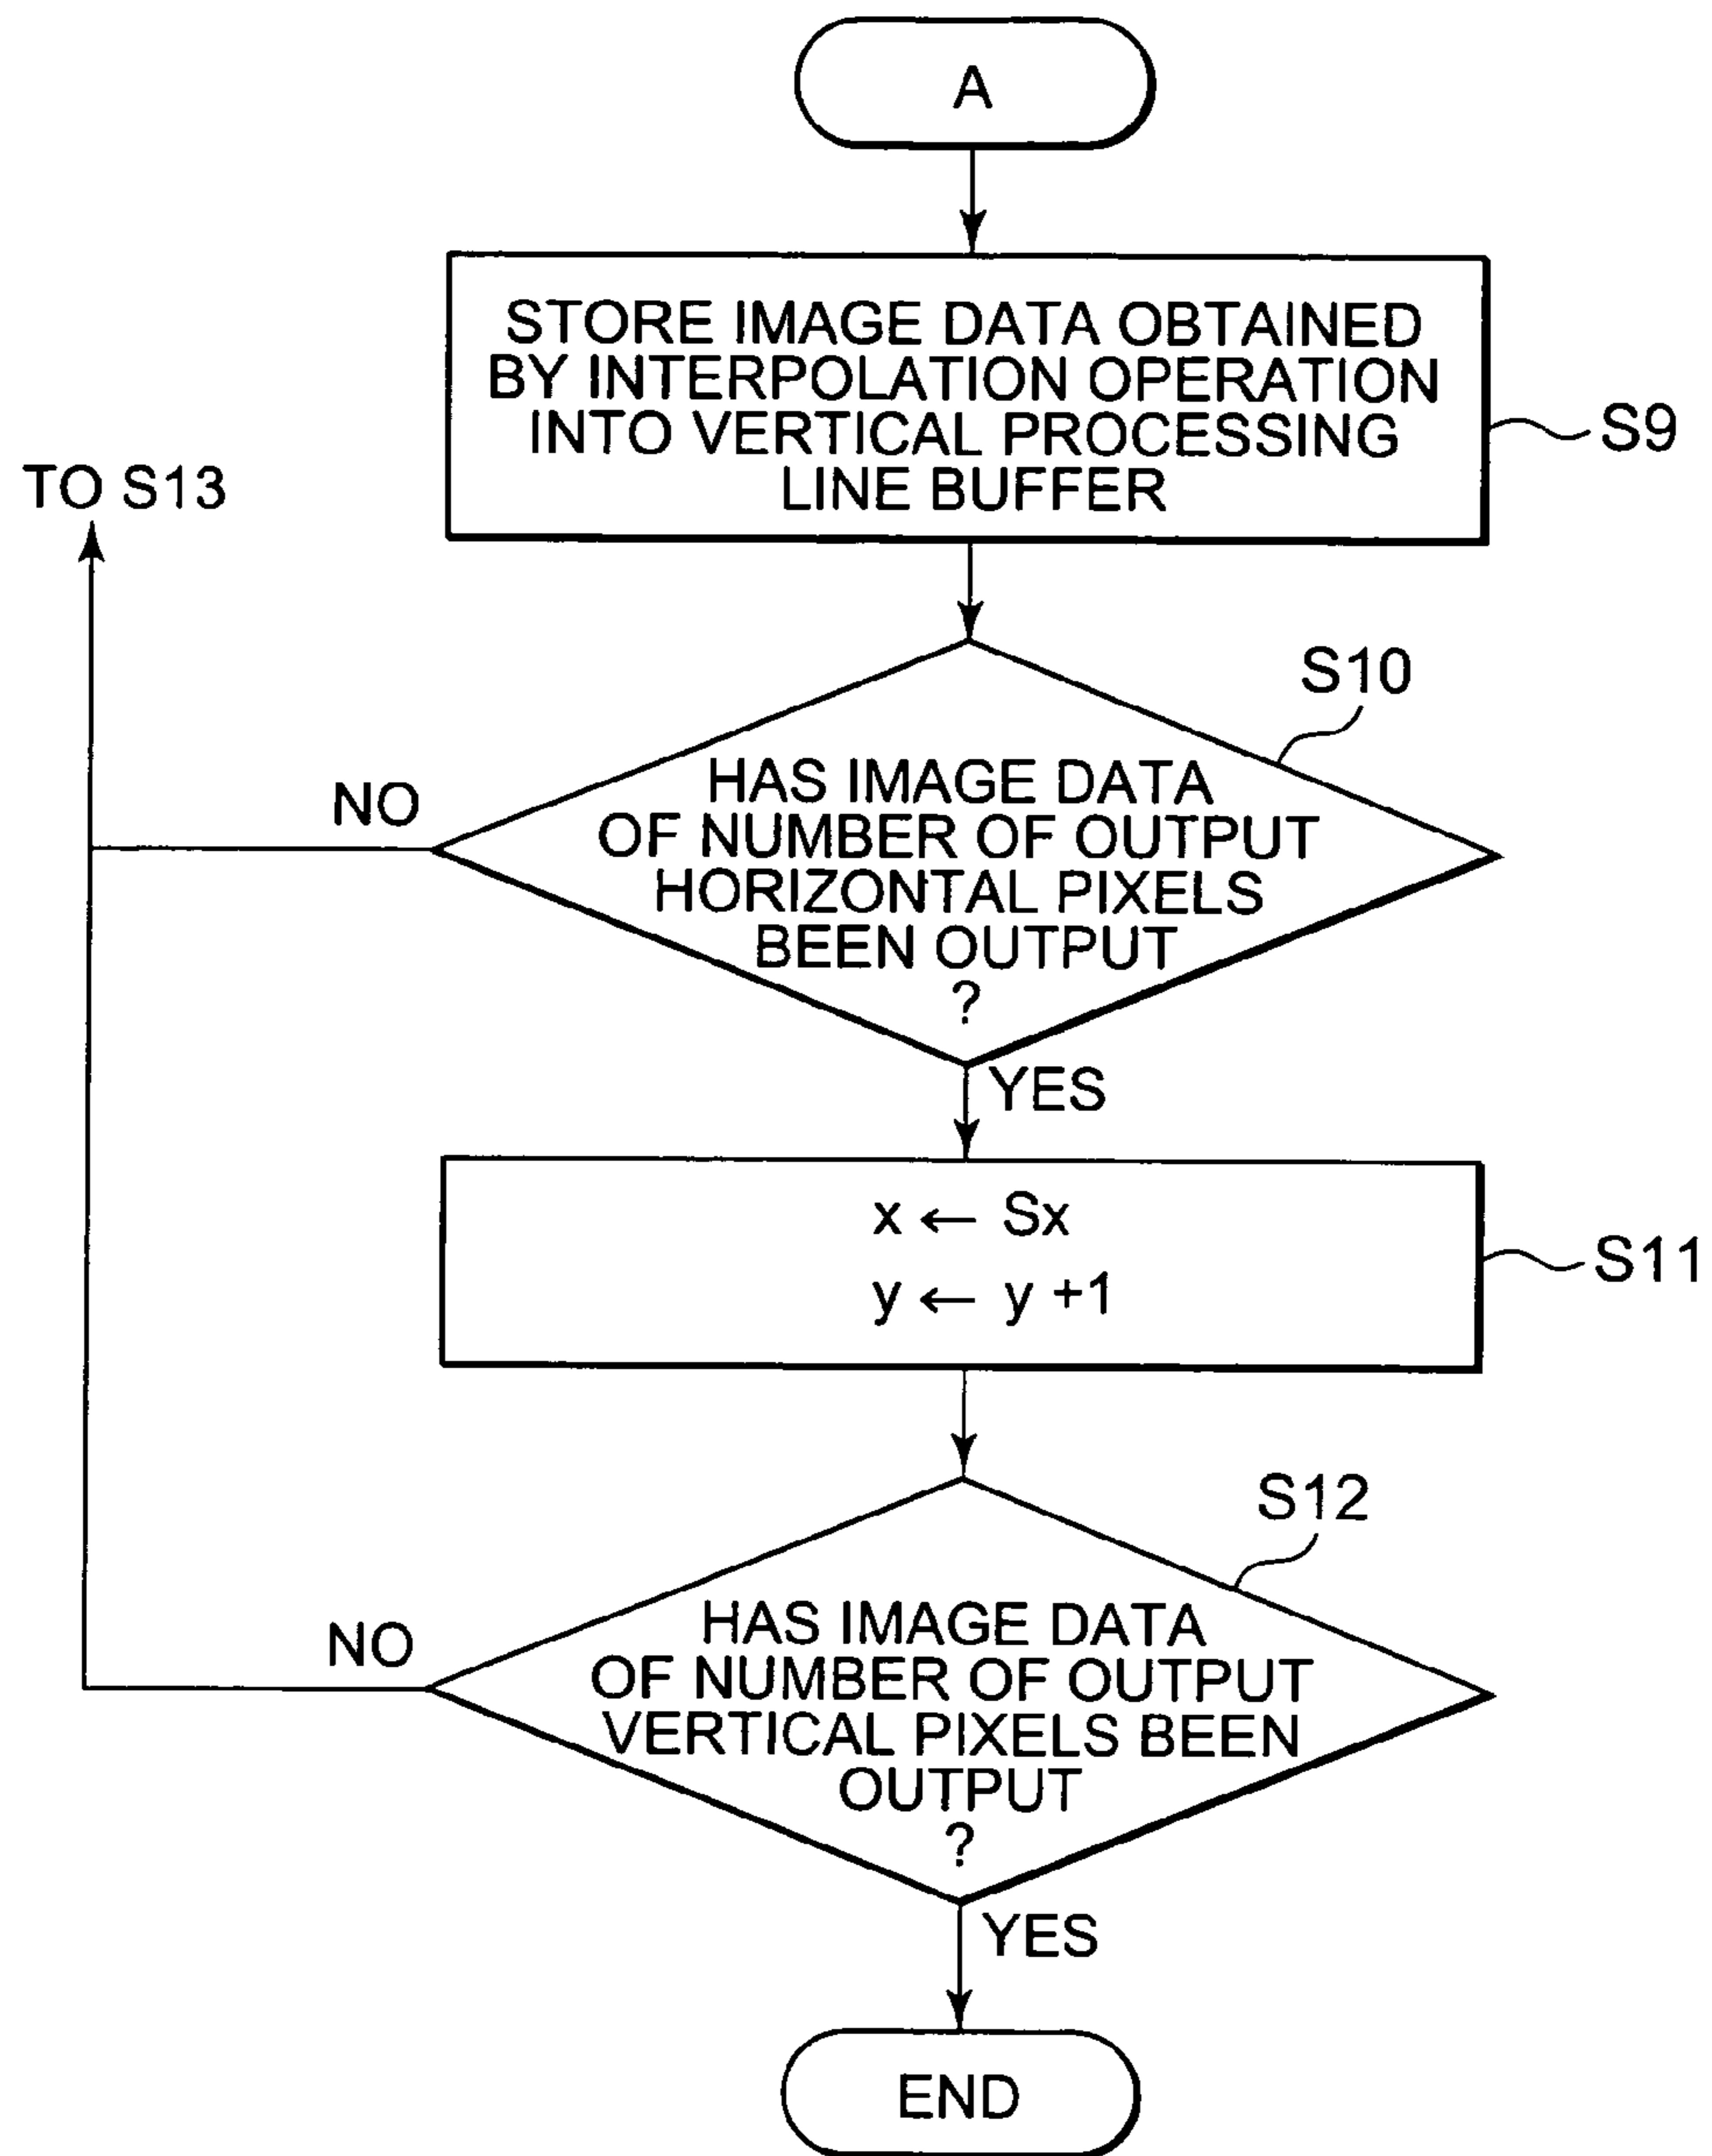 A
STORE IMAGE DATA OBTAINED
BY INTERPOLATION OPERATION
INTO VERTICAL PROCESSING
LINE BUFFER
S9
TO S13
S10
HAS IMAGE DATA
OF NUMBER OF OUTPUT
HORIZONTAL PIXELS
BEEN OUTPUT
?
NO
YES
x ← Sx
y ← y +1
S11
S12
HAS IMAGE DATA
OF NUMBER OF OUTPUT
VERTICAL PIXELS BEEN
OUTPUT
?
NO
YES
END